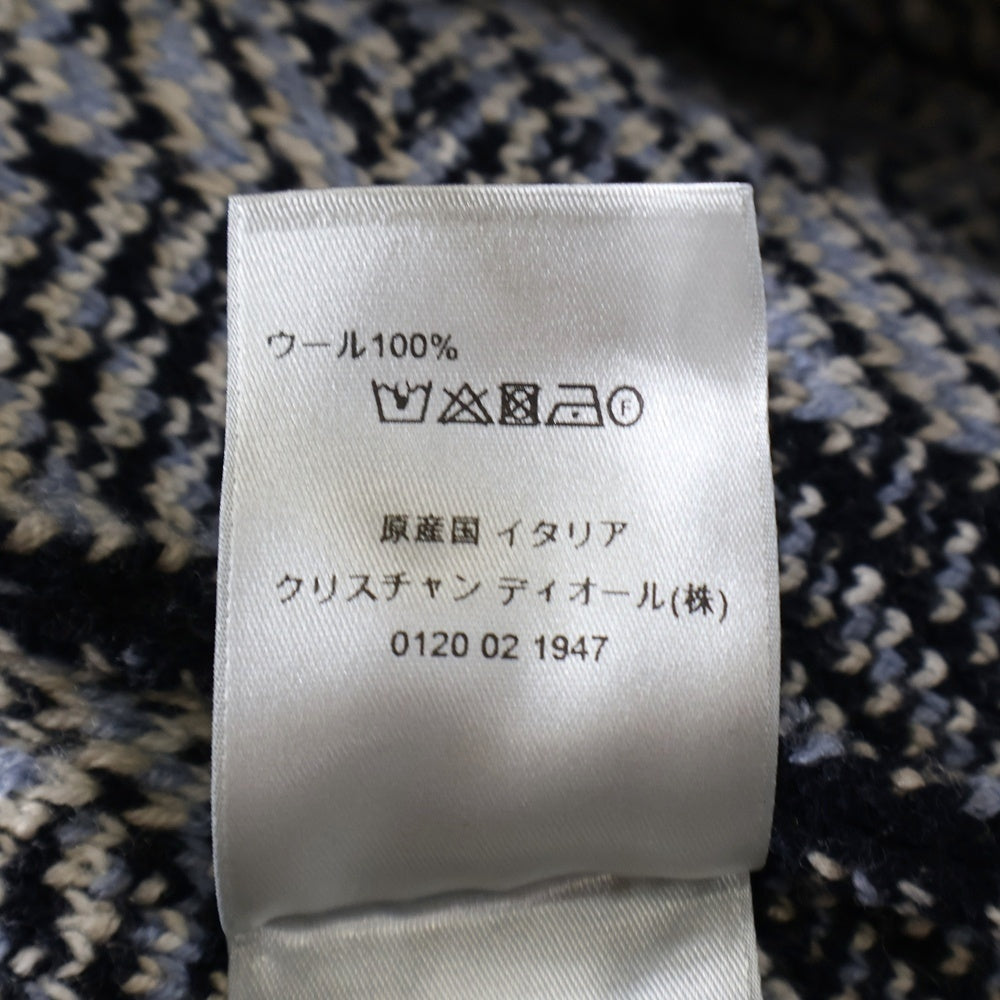 ウール100%
F
原産国 イタリア
クリスチャン ディオール(株)
0120 02 1947